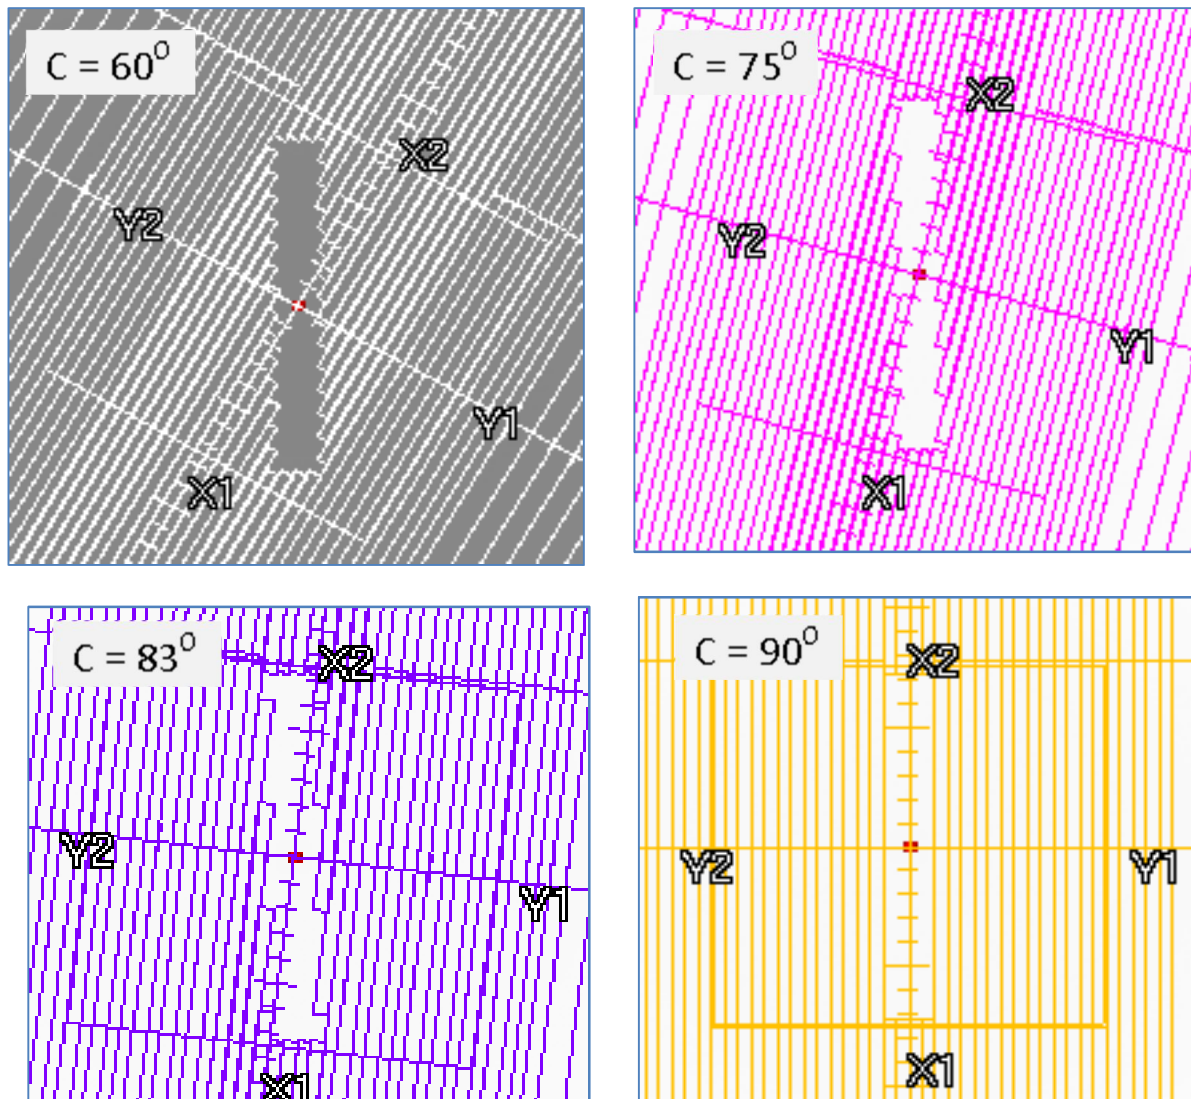 C = 60⁰
X2
Y2
Y1
X1
C = 75⁰
X2
Y2
Y1
X1
C = 83⁰
X2
Y2
Y1
X1
C = 90⁰
X2
Y2
Y1
X1